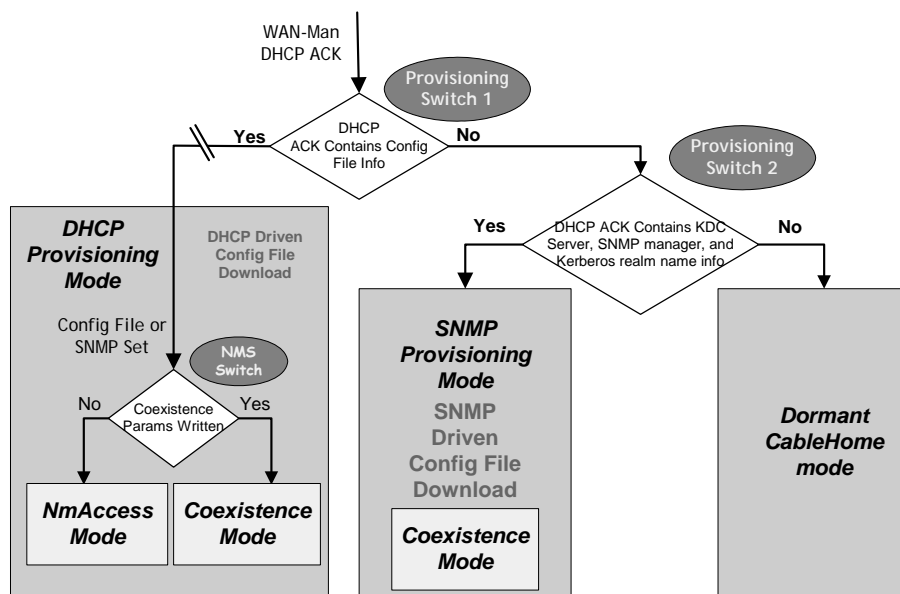 WAN-Man
DHCP ACK
Provisioning
Switch 1
DHCP
ACK Contains Config
File Info
Yes
No
Provisioning
Switch 2
DHCP ACK Contains KDC
Server, SNMP manager, and
Kerberos realm name info
Yes
No
DHCP
Provisioning
Mode
DHCP Driven
Config File
Download
Config File or
SNMP Set
NMS
Switch
No
Yes
Coexistence
Params Written
NmAccess
Mode
Coexistence
Mode
SNMP
Provisioning
Mode
SNMP
Driven
Config File
Download
Coexistence
Mode
Dormant
CableHome
mode